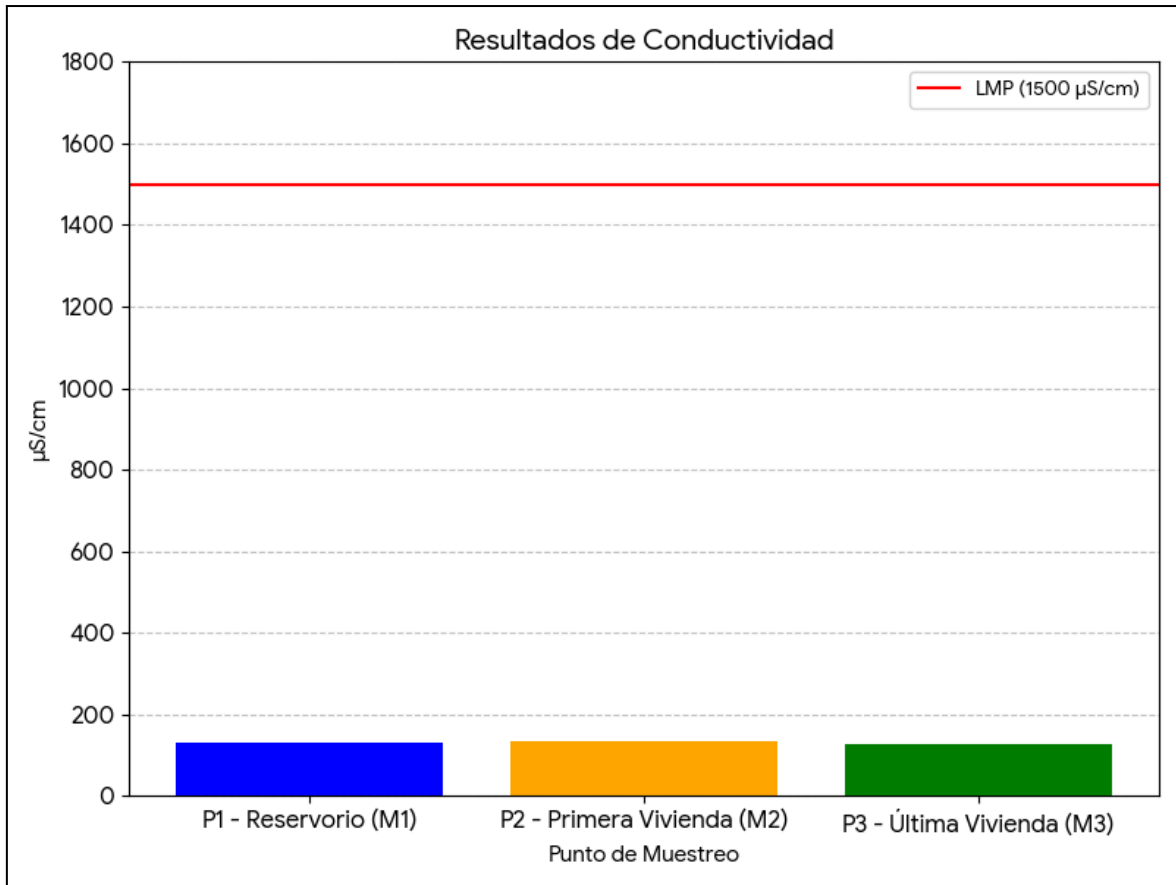 Resultados de Conductividad
LMP (1500 µS/cm)
1800
1600
1400
1200
1000
800
600
400
200
0
µS/cm
P1 - Reservorio (M1)
P2 - Primera Vivienda (M2)
P3 - Última Vivienda (M3)
Punto de Muestreo